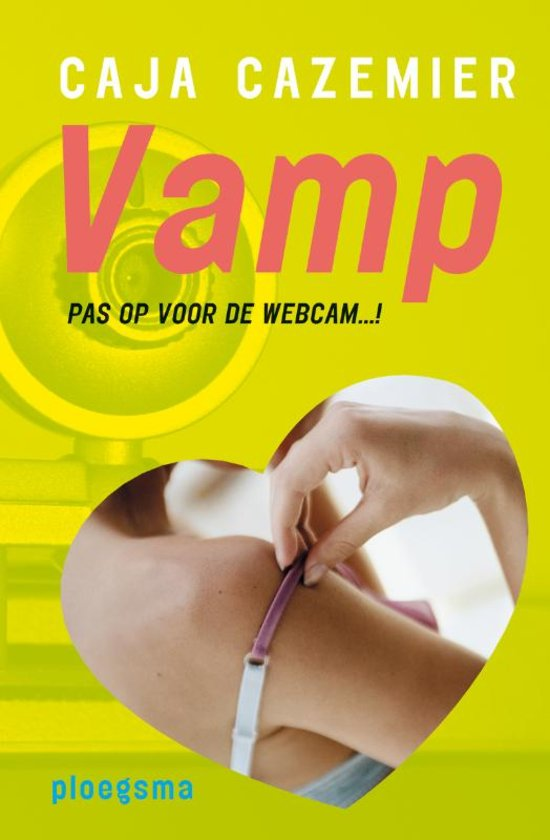 CAJA CAZEMIER
Vamp
PAS OP VOOR DE WEBCAM...!
ploegsma